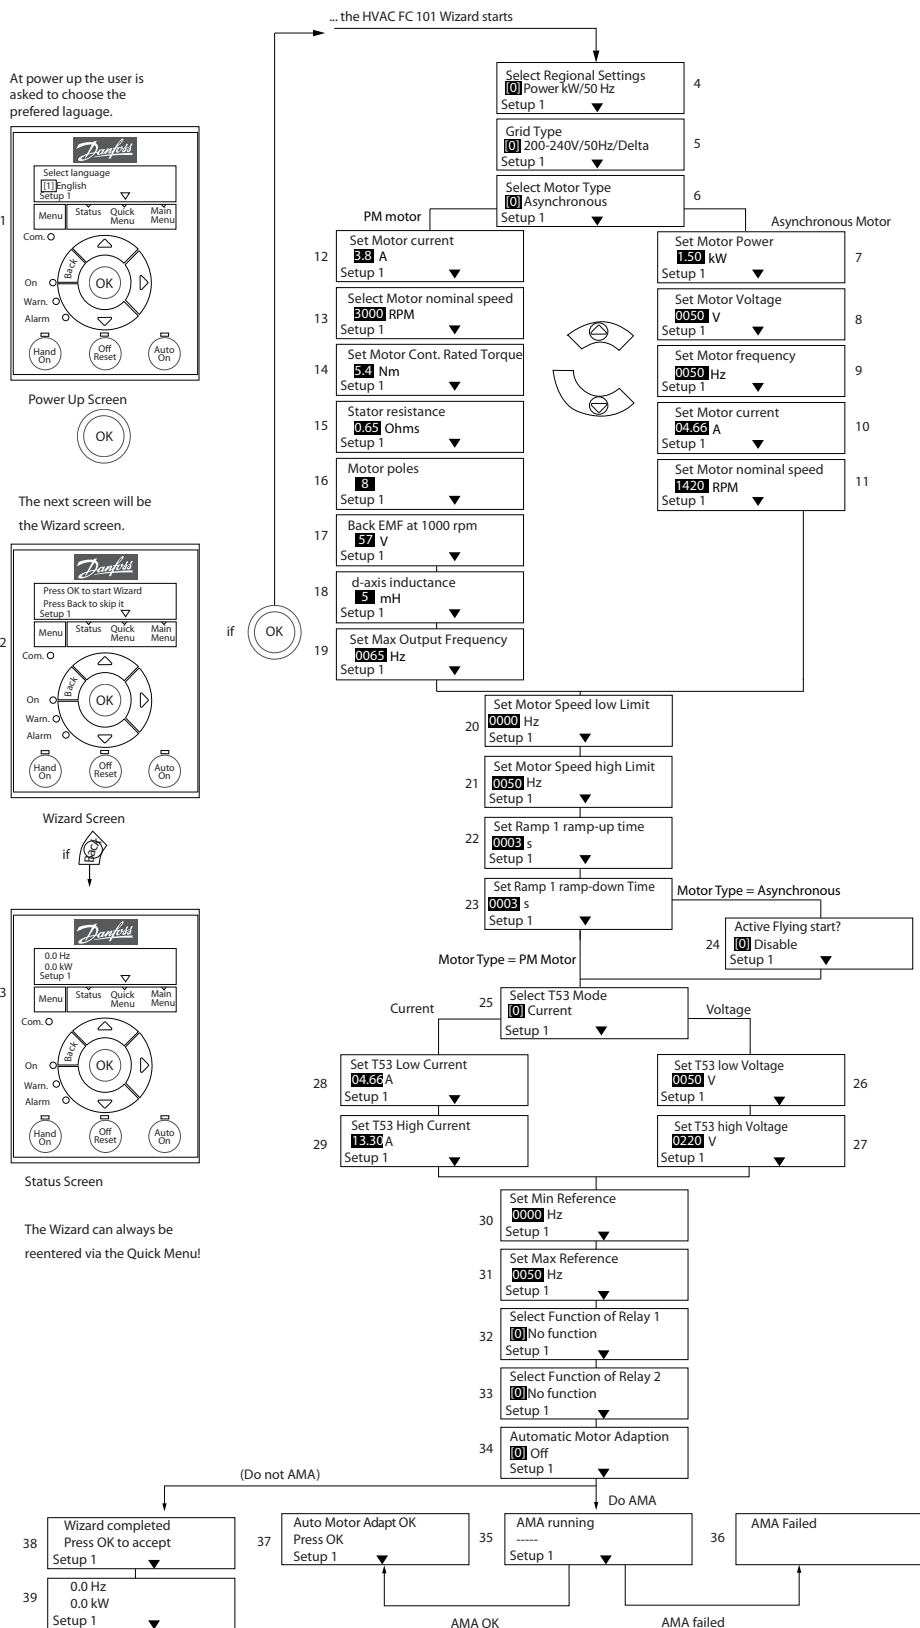 ... the HVAC FC 101 Wizard starts
At power up the user is
asked to choose the
prefered laguage.
Danfoss
Select language
[1] English
Setup 1
1
Menu
Status
Quick Menu
Main Menu
Com.
Back
OK
On
Warn.
Alarm
Hand On
Off Reset
Auto On
Power Up Screen
OK
The next screen will be
the Wizard screen.
Danfoss
Press OK to start Wizard
Press Back to skip it
Setup 1
2
Menu
Status
Quick Menu
Main Menu
Com.
Back
OK
On
Warn.
Alarm
Hand On
Off Reset
Auto On
Wizard Screen
if
Back
Danfoss
0.0 Hz
0.0 kW
Setup 1
3
Menu
Status
Quick Menu
Main Menu
Com.
Back
OK
On
Warn.
Alarm
Hand On
Off Reset
Auto On
Status Screen
The Wizard can always be
reentered via the Quick Menu!
if
OK
Select Regional Settings
[0] Power kW/50 Hz
Setup 1
4
Grid Type
[0] 200-240V/50Hz/Delta
Setup 1
5
Select Motor Type
[0] Asynchronous
Setup 1
6
PM motor
Asynchronous Motor
12
Set Motor current
3.8 A
Setup 1
13
Select Motor nominal speed
3000 RPM
Setup 1
14
Set Motor Cont. Rated Torque
5.4 Nm
Setup 1
15
Stator resistance
0.65 Ohms
Setup 1
16
Motor poles
8
Setup 1
17
Back EMF at 1000 rpm
57 V
Setup 1
18
d-axis inductance
5 mH
Setup 1
19
Set Max Output Frequency
0065 Hz
Setup 1
Set Motor Power
1.50 kW
Setup 1
7
Set Motor Voltage
0050 V
Setup 1
8
Set Motor frequency
0050 Hz
Setup 1
9
Set Motor current
04.66 A
Setup 1
10
Set Motor nominal speed
1420 RPM
Setup 1
11
20
Set Motor Speed low Limit
0000 Hz
Setup 1
21
Set Motor Speed high Limit
0050 Hz
Setup 1
22
Set Ramp 1 ramp-up time
0003 s
Setup 1
23
Set Ramp 1 ramp-down Time
0003 s
Setup 1
Motor Type = Asynchronous
24
Active Flying start?
[0] Disable
Setup 1
Motor Type = PM Motor
25
Select T53 Mode
[0] Current
Setup 1
Current
Voltage
28
Set T53 Low Current
04.66 A
Setup 1
29
Set T53 High Current
13.30 A
Setup 1
Set T53 low Voltage
0050 V
Setup 1
26
Set T53 high Voltage
0220 V
Setup 1
27
30
Set Min Reference
0000 Hz
Setup 1
31
Set Max Reference
0050 Hz
Setup 1
32
Select Function of Relay 1
[0] No function
Setup 1
33
Select Function of Relay 2
[0] No function
Setup 1
34
Automatic Motor Adaption
[0] Off
Setup 1
(Do not AMA)
Do AMA
38
Wizard completed
Press OK to accept
Setup 1
39
0.0 Hz
0.0 kW
Setup 1
37
Auto Motor Adapt OK
Press OK
Setup 1
35
AMA running
-----
Setup 1
36
AMA Failed
AMA OK
AMA failed